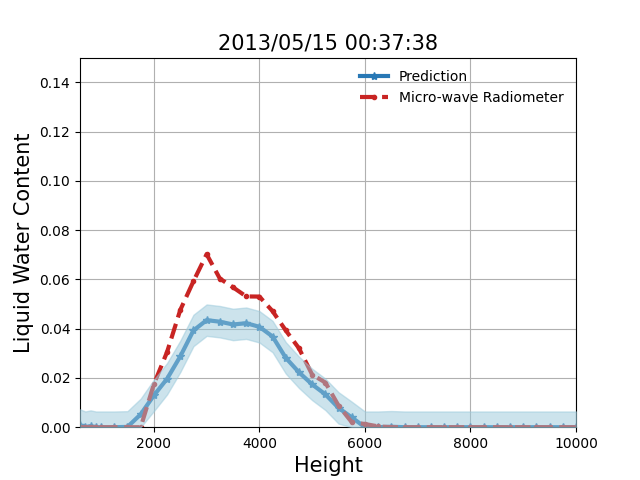 2013/05/15 00:37:38
Prediction
Micro-wave Radiometer
Liquid Water Content
0.14
0.12
0.10
0.08
0.06
0.04
0.02
0.00
2000 4000 6000 8000 10000
Height